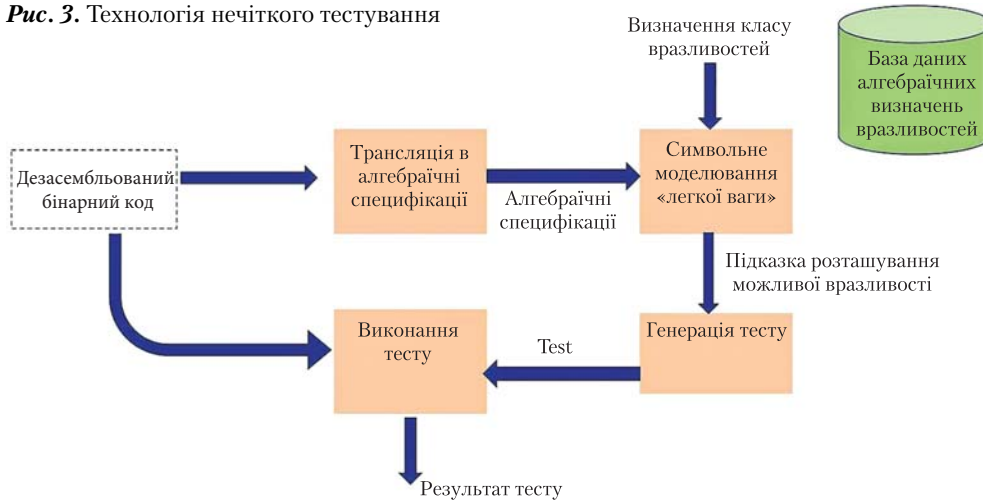 Рис. 3. Технологія нечіткого тестування
Визначення класу
вразливостей
База даних
алгебраїчних
визначень
вразливостей
Дезасембльований
бінарний код
Трансляція в
алгебраїчні
специфікації
Алгебраїчні
специфікації
Символьне
моделювання
«легкої ваги»
Підказка розташування
можливої вразливості
Виконання
тесту
Test
Генерація тесту
Результат тесту